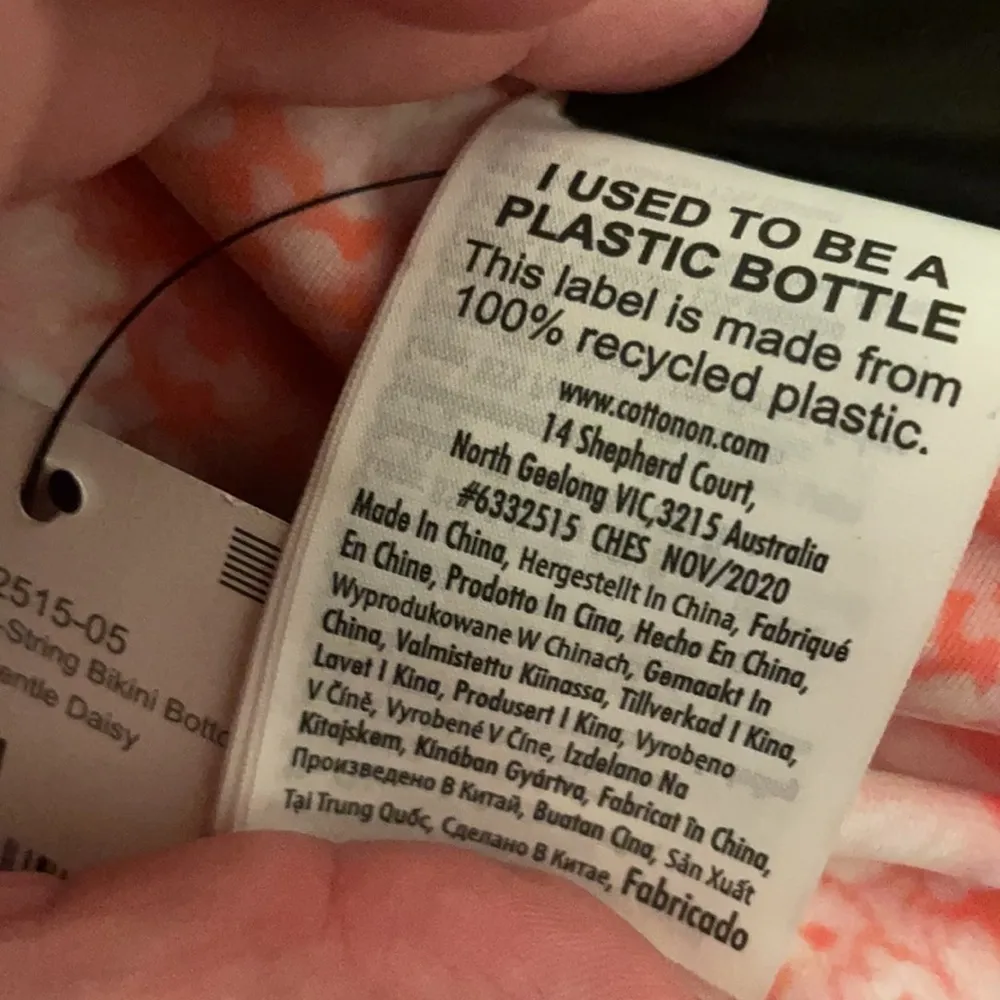 I USED TO BE A
PLASTIC BOTTLE
This label is made from
100% recycled plastic.
www.cottonon.com
14 Shepherd Court,
North Geelong VIC,3215 Australia
#6332515 CHES NOV/2020
Made In China, Hergestellt In China, Fabriqué
En Chine, Prodotto In Cina, Hecho En China,
Wyprodukowane W Chinach, Gemaakt In
China, Valmistettu Kiinassa, Tillverkad I Kina,
Lavet I Kina, Produsert I Kina, Vyrobeno
V Číně, Vyrobené V Číne, Izdelano Na
Kitajskem, Kínában Gyártva, Fabricat în China,
Произведено В Китай, Buatan Cina, Sản Xuất
Tại Trung Quốc, Сделано В Китае, Fabricado
2515-05
-String Bikini Botto
entle Daisy